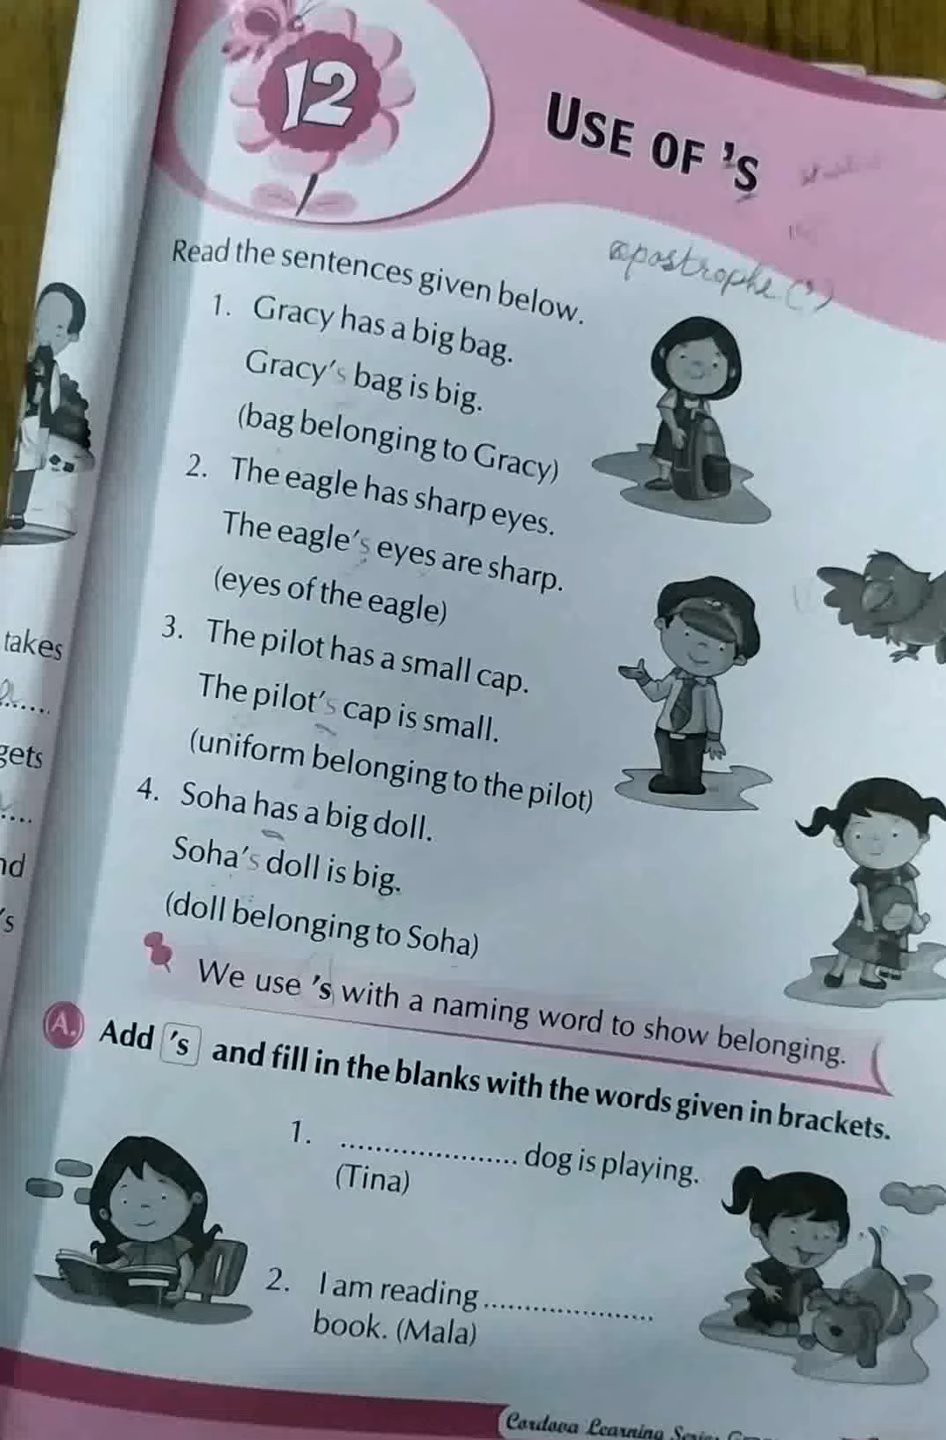 12
USE OF 's
apostrophe (')
Read the sentences given below.
1. Gracy has a big bag.
Gracy's bag is big.
(bag belonging to Gracy)
2. The eagle has sharp eyes.
The eagle's eyes are sharp.
(eyes of the eagle)
3. The pilot has a small cap.
The pilot's cap is small.
(uniform belonging to the pilot)
4. Soha has a big doll.
Soha's doll is big.
(doll belonging to Soha)
We use 's with a naming word to show belonging.
A. Add 's and fill in the blanks with the words given in brackets.
1. ...................... dog is playing.
(Tina)
2. I am reading .....................
book. (Mala)
takes
gets
's
Cordova Learning Series